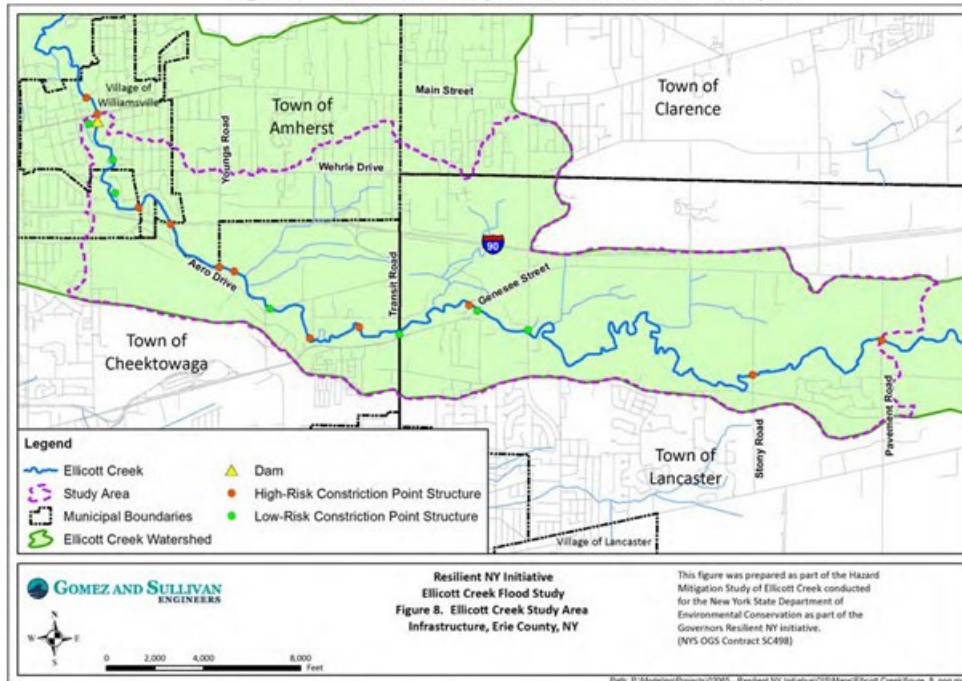 Village of
Williamsville
Town of
Amherst
Main Street
Town of
Clarence
Youngs Road
Wehrle Drive
90
Aero Drive
Transit Road
Genesee Street
Town of
Cheektowaga
Stony Road
Pavement Road
Town of
Lancaster
Village of Lancaster
Legend
Ellicott Creek
Dam
Study Area
High-Risk Constriction Point Structure
Municipal Boundaries
Low-Risk Constriction Point Structure
Ellicott Creek Watershed
GOMEZ AND SULLIVAN
ENGINEERS
N
W E
S
0 2,000 4,000 8,000
Feet
Resilient NY Initiative
Ellicott Creek Flood Study
Figure 8. Ellicott Creek Study Area
Infrastructure, Erie County, NY
This figure was prepared as part of the Hazard
Mitigation Study of Ellicott Creek conducted
for the New York State Department of
Environmental Conservation as part of the
Governors Resilient NY initiative.
(NYS OGS Contract SC498)